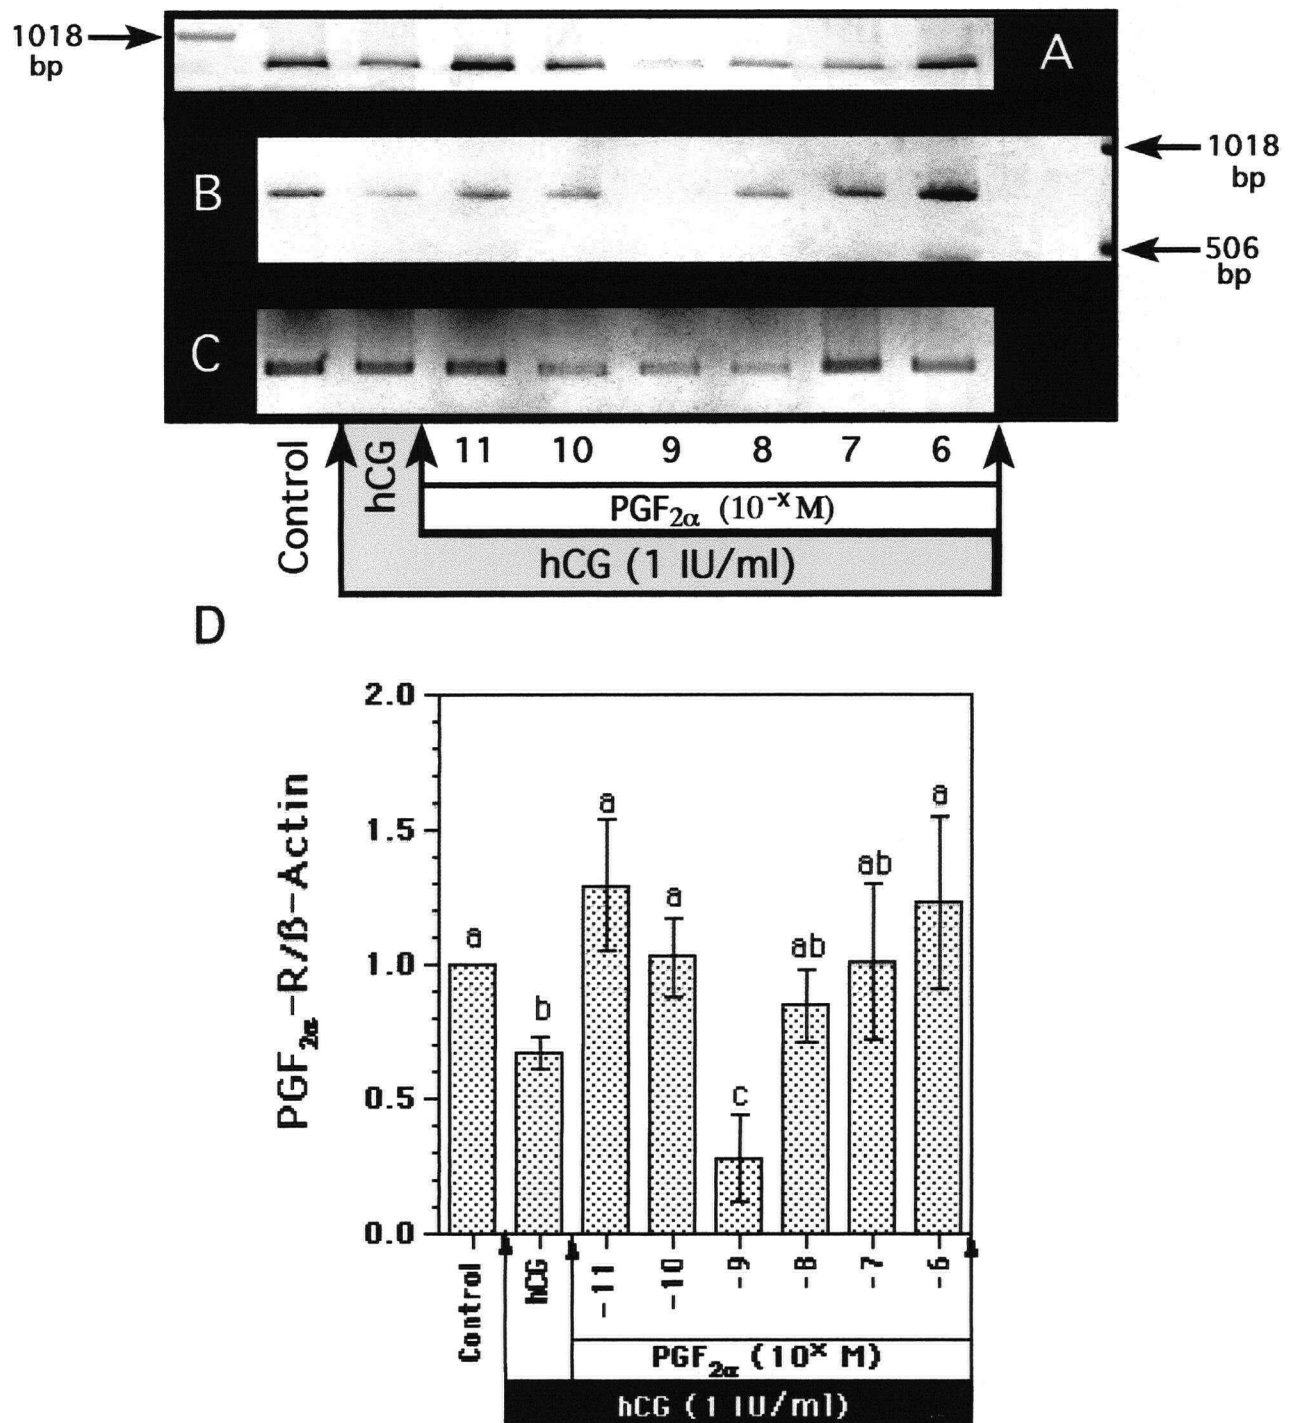 1018
bp
A
B
1018
bp
506
bp
C
Control
hCG
11 10 9 8 7 6
PGF2α (10-x M)
hCG (1 IU/ml)
D
PGF2α-R/β-Actin
2.0
1.5
1.0
0.5
0.0
a
b
a
a
c
ab
ab
a
Control
hCG
-11
-10
-9
-8
-7
-6
PGF2α (10x M)
hCG (1 IU/ml)